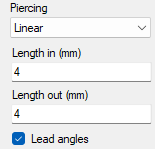 Piercing
Linear
Length in (mm)
4
Length out (mm)
4
Lead angles